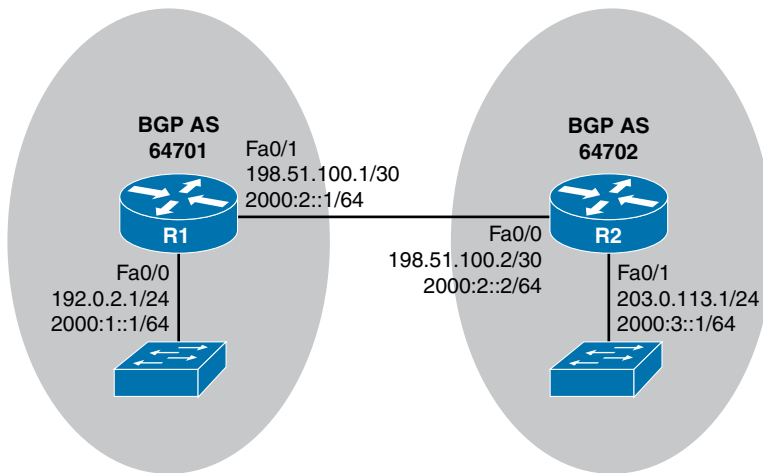 BGP AS
64701
Fa0/1
198.51.100.1/30
2000:2::1/64
R1
Fa0/0
192.0.2.1/24
2000:1::1/64
BGP AS
64702
R2
Fa0/0
198.51.100.2/30
2000:2::2/64
Fa0/1
203.0.113.1/24
2000:3::1/64